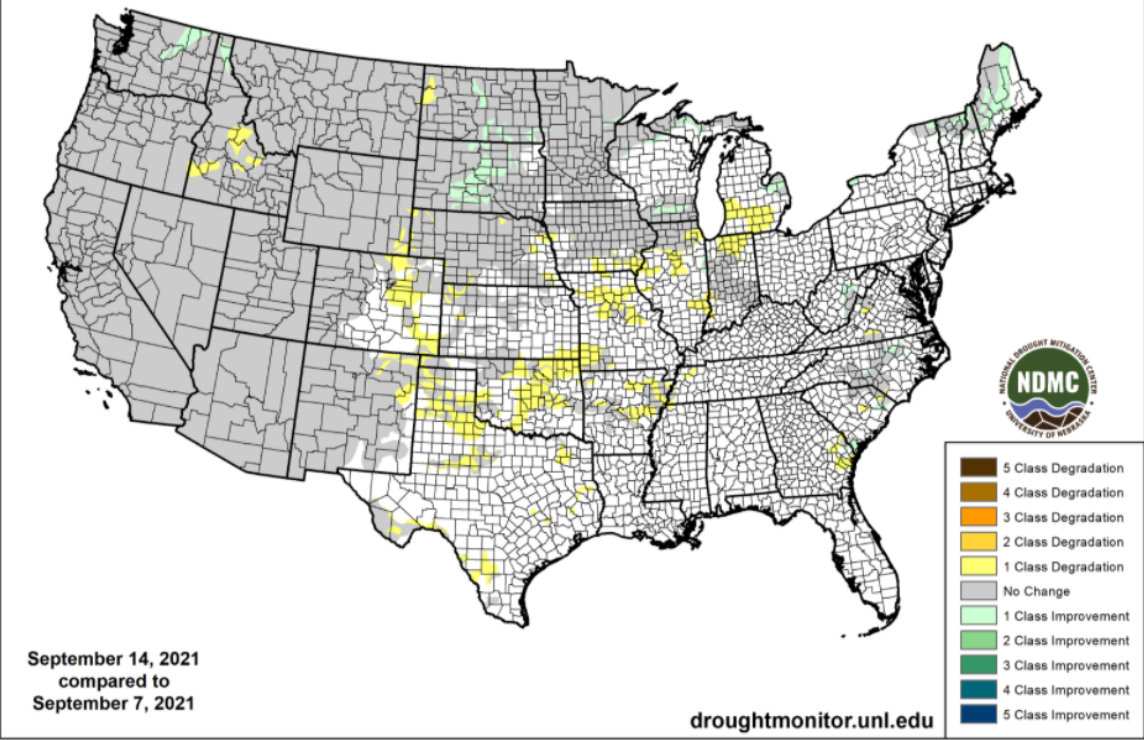 NATIONAL DROUGHT MITIGATION CENTER
NDMC
UNIVERSITY OF NEBRASKA
5 Class Degradation
4 Class Degradation
3 Class Degradation
2 Class Degradation
1 Class Degradation
No Change
1 Class Improvement
2 Class Improvement
3 Class Improvement
4 Class Improvement
5 Class Improvement
September 14, 2021
compared to
September 7, 2021
droughtmonitor.unl.edu